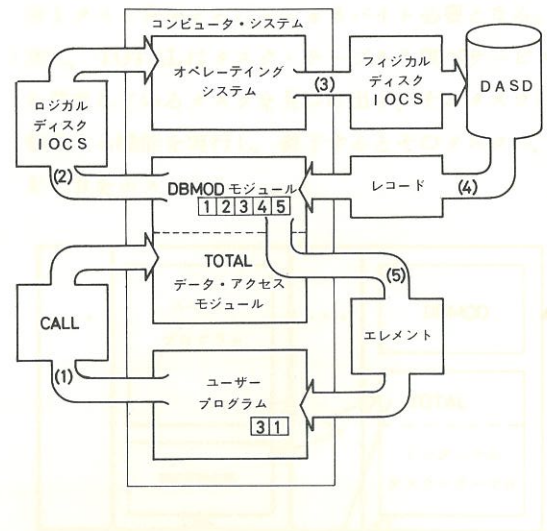 コンピュータ・システム
オペレーティング
システム
(3)
フィジカル
ディスク
IOCS
DASD
ロジカル
ディスク
IOCS
(2)
DBMOD モジュール
1 2 3 4 5
レコード
(4)
TOTAL
データ・アクセス
モジュール
(5)
CALL
エレメント
(1)
ユーザー
プログラム
3 1